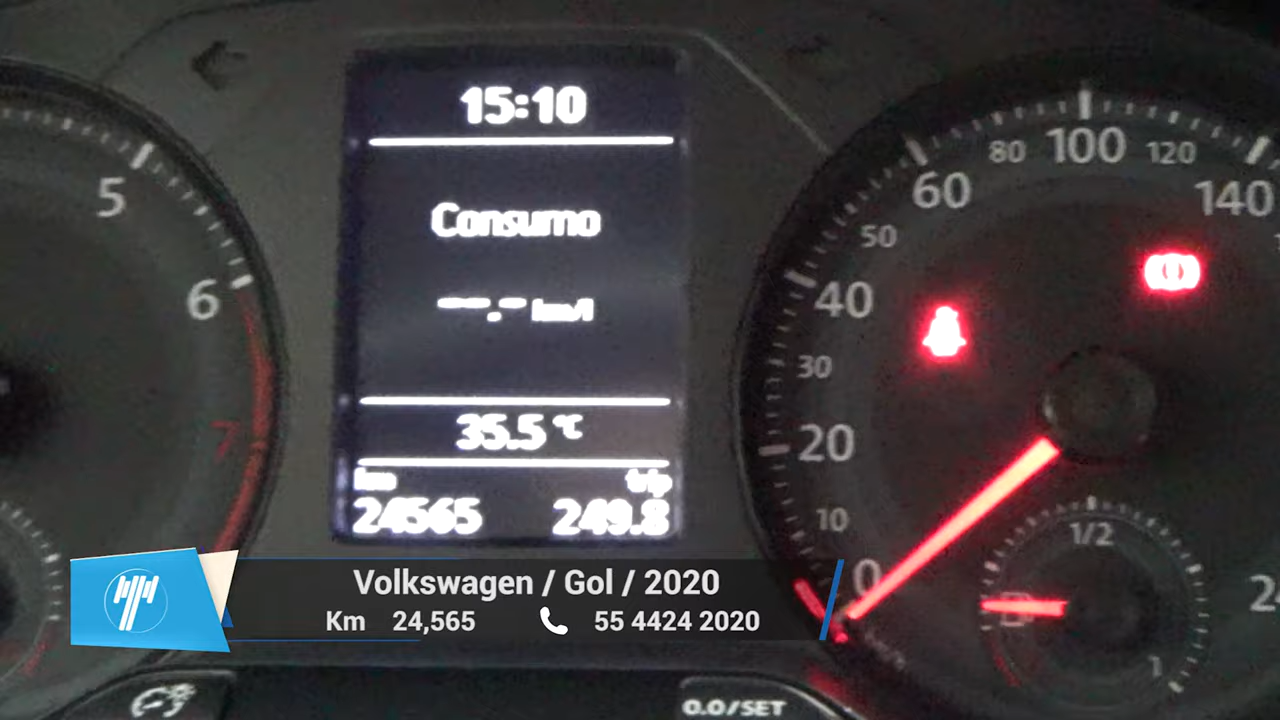 15:10
Consumo
--.- km/l
35.5 °C
km trip
24565 249.8
5
6
7
0
10
20
30
40
50
60
80
100
120
140
1/2
1
Volkswagen / Gol / 2020
Km 24,565 55 4424 2020
0.0/SET